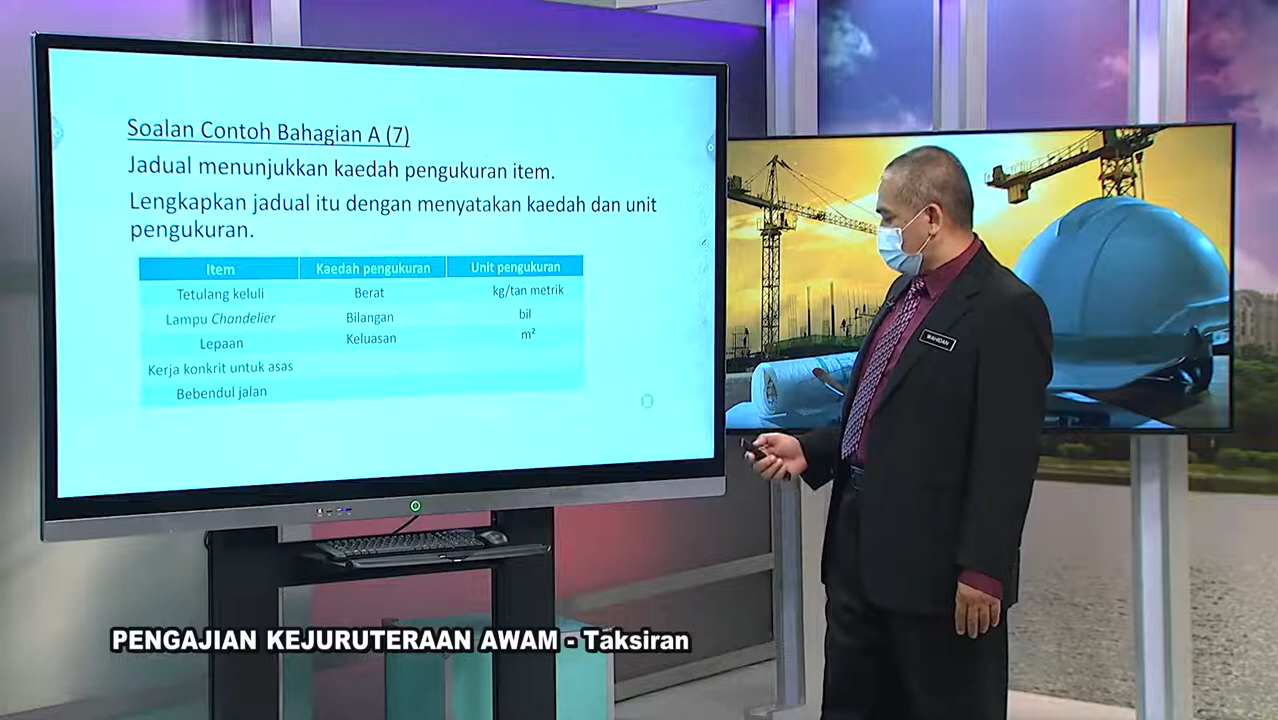 Soalan Contoh Bahagian A (7)
Jadual menunjukkan kaedah pengukuran item.
Lengkapkan jadual itu dengan menyatakan kaedah dan unit
pengukuran.
Item Kaedah pengukuran Unit pengukuran
Tetulang keluli Berat kg/tan metrik
Lampu Chandelier Bilangan bil
Lepaan Keluasan m²
Kerja konkrit untuk asas
Bebendul jalan
WAHIDAN
PENGAJIAN KEJURUTERAAN AWAM - Taksiran